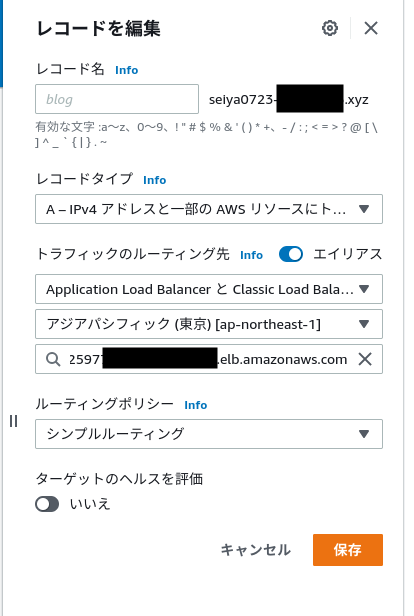 レコードを編集
レコード名 Info
blog
seiya0723- .xyz
有効な文字 :a～z、0～9、! " # $ % & ' ( ) * +、- / : ; < = > ? @ [ \
] ^ _ ` { | } . ~
レコードタイプ Info
A – IPv4 アドレスと一部の AWS リソースにト...
トラフィックのルーティング先 Info エイリアス
Application Load Balancer と Classic Load Bala...
アジアパシフィック (東京) [ap-northeast-1]
25977 .elb.amazonaws.com
ルーティングポリシー Info
シンプルルーティング
ターゲットのヘルスを評価
いいえ
キャンセル 保存